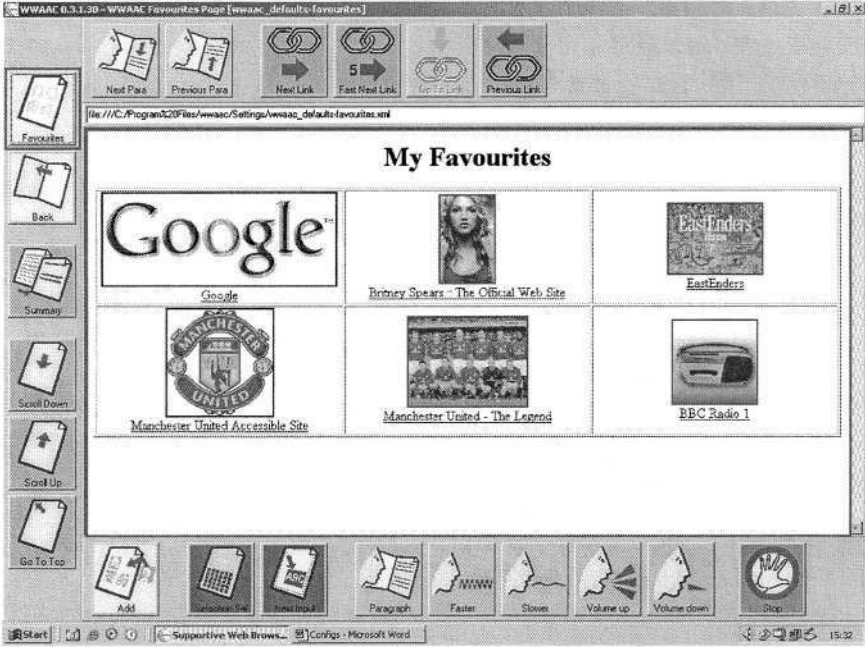 WWAAC 0.3.1.30 - WWAAC Favourites Page [wwaac_defaults-favourites]
Next Para
Previous Para
Next Link
5
Fast Next Link
Go To Link
Previous Link
file:///C:/Program%20Files/wwaac/Settings/wwaac_defaults-favourites.xml
Favourites
Back
Summary
Scroll Down
Scroll Up
Go To Top
My Favourites
Google™
Google
Britney Spears :: The Official Web Site
EastEnders
EastEnders
MANCHESTER
UNITED
Manchester United Accessible Site
Manchester United - The Legend
BBC Radio 1
Add
ABC
Paragraph
Faster
Slower
Volume up
Volume down
Stop
Start
Supportive Web Brows...
Configs - Microsoft Word
15:32